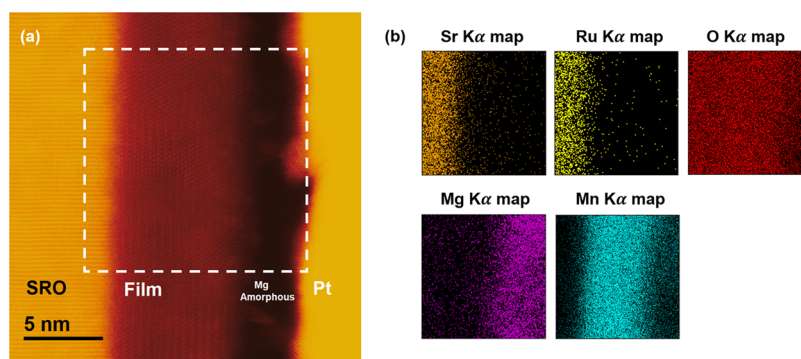 (a)
SRO
Film
Mg
Amorphous
Pt
5 nm
(b)
Sr Kα map
Ru Kα map
O Kα map
Mg Kα map
Mn Kα map